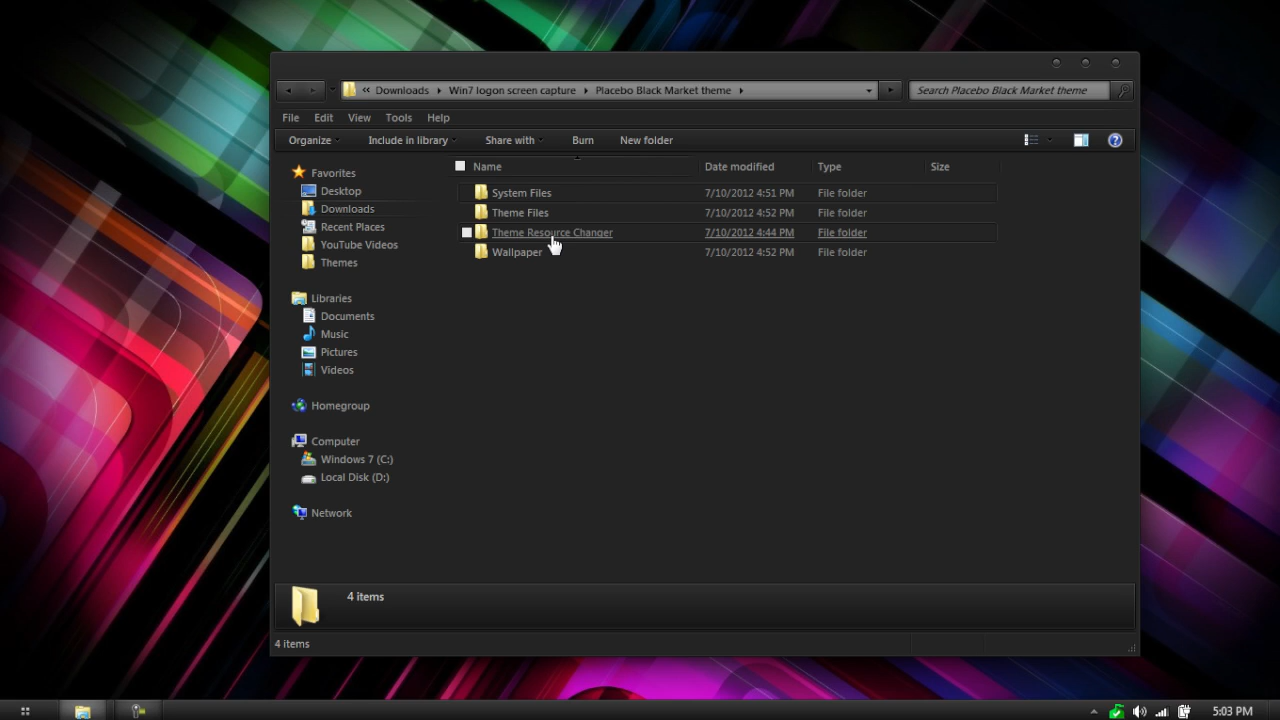 Downloads Win7 logon screen capture Placebo Black Market theme Search Placebo Black Market theme
File Edit View Tools Help
Organize Include in library Share with Burn New folder
Name Date modified Type Size
Favorites
Desktop
Downloads
Recent Places
YouTube Videos
Themes
Libraries
Documents
Music
Pictures
Videos
Homegroup
Computer
Windows 7 (C:)
Local Disk (D:)
Network
System Files 7/10/2012 4:51 PM File folder
Theme Files 7/10/2012 4:52 PM File folder
Theme Resource Changer 7/10/2012 4:44 PM File folder
Wallpaper 7/10/2012 4:52 PM File folder
4 items
4 items
5:03 PM